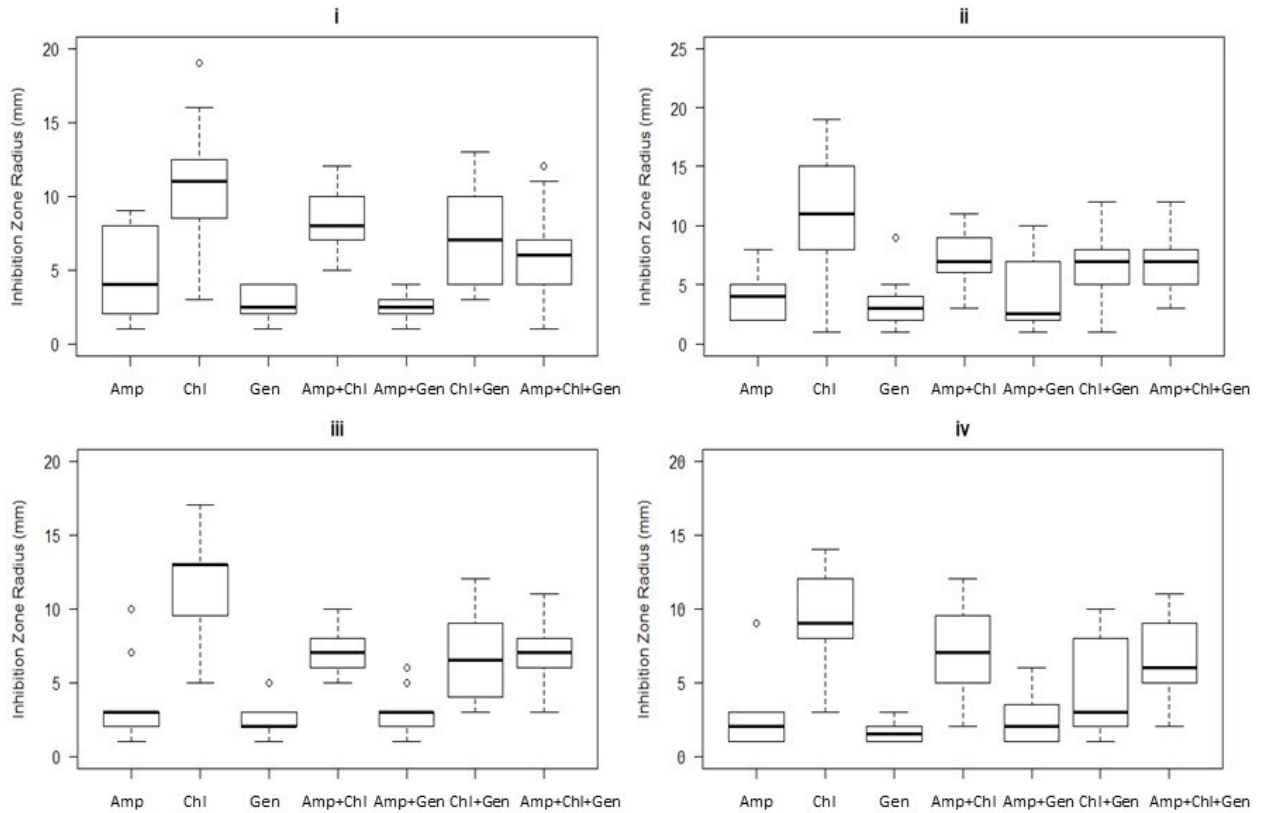 i
Inhibition Zone Radius (mm)
20
15
10
5
0
Amp Chl Gen Amp+Chl Amp+Gen Chl+Gen Amp+Chl+Gen
ii
Inhibition Zone Radius (mm)
25
20
15
10
5
0
Amp Chl Gen Amp+Chl Amp+Gen Chl+Gen Amp+Chl+Gen
iii
Inhibition Zone Radius (mm)
20
15
10
5
0
Amp Chl Gen Amp+Chl Amp+Gen Chl+Gen Amp+Chl+Gen
iv
Inhibition Zone Radius (mm)
20
15
10
5
0
Amp Chl Gen Amp+Chl Amp+Gen Chl+Gen Amp+Chl+Gen